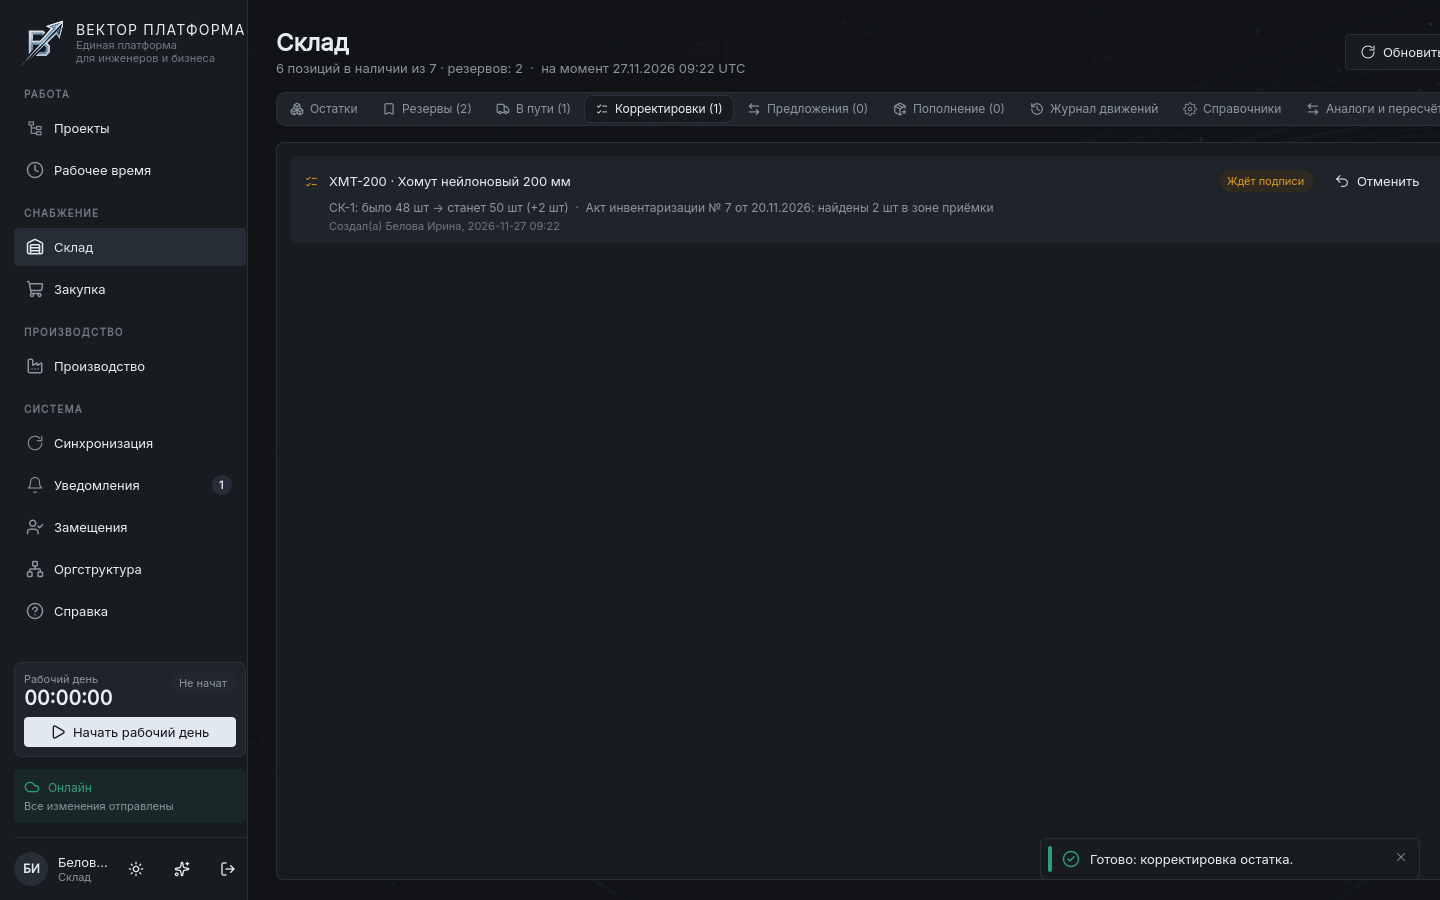 ВЕКТОР ПЛАТФОРМА
Единая платформа
для инженеров и бизнеса
РАБОТА
Проекты
Рабочее время
СНАБЖЕНИЕ
Склад
Закупка
ПРОИЗВОДСТВО
Производство
СИСТЕМА
Синхронизация
Уведомления 1
Замещения
Оргструктура
Справка
Рабочий день
Не начат
00:00:00
Начать рабочий день
Онлайн
Все изменения отправлены
БИ
Белов...
Склад
Склад
6 позиций в наличии из 7 · резервов: 2 · на момент 27.11.2026 09:22 UTC
Обновить
Остатки Резервы (2) В пути (1) Корректировки (1) Предложения (0) Пополнение (0) Журнал движений Справочники Аналоги и пересчёт
ХМТ-200 · Хомут нейлоновый 200 мм
Ждёт подписи
Отменить
СК-1: было 48 шт → станет 50 шт (+2 шт) · Акт инвентаризации № 7 от 20.11.2026: найдены 2 шт в зоне приёмки
Создал(а) Белова Ирина, 2026-11-27 09:22
Готово: корректировка остатка.